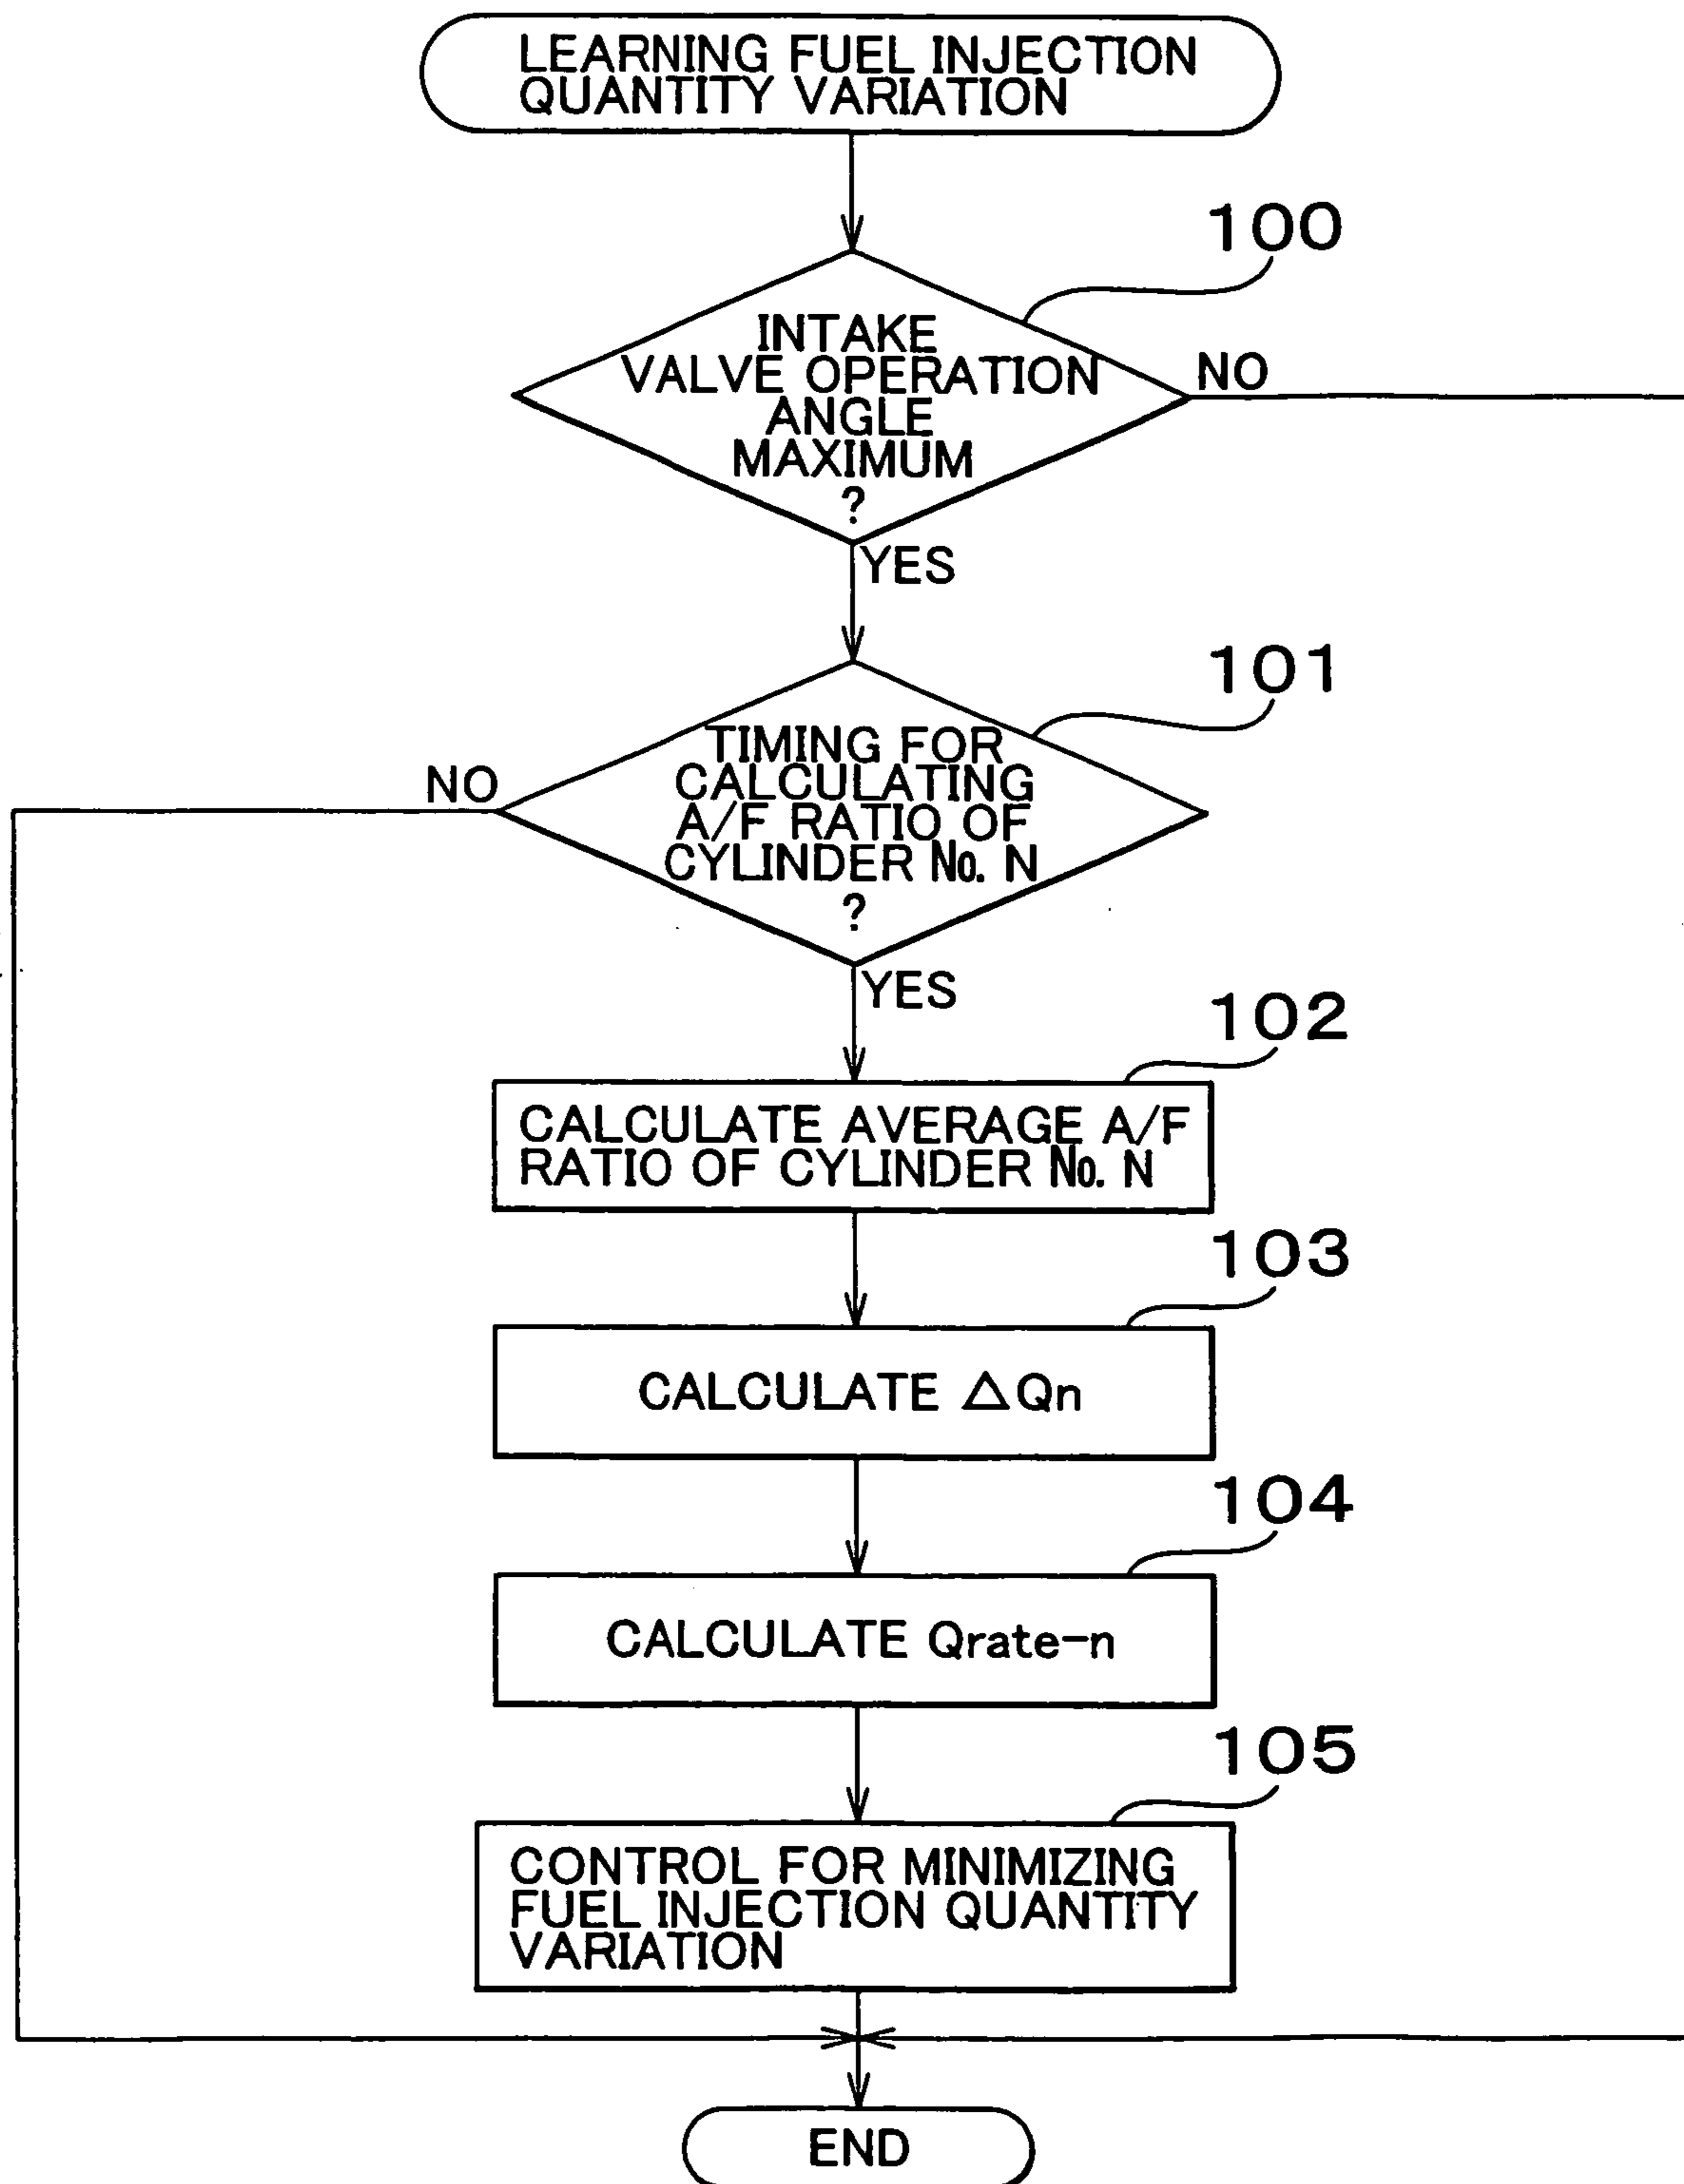 LEARNING FUEL INJECTION
QUANTITY VARIATION
100
INTAKE
VALVE OPERATION
ANGLE
MAXIMUM
?
NO
YES
101
TIMING FOR
CALCULATING
A/F RATIO OF
CYLINDER No. N
?
NO
YES
102
CALCULATE AVERAGE A/F
RATIO OF CYLINDER No. N
103
CALCULATE △Qn
104
CALCULATE Qrate-n
105
CONTROL FOR MINIMIZING
FUEL INJECTION QUANTITY
VARIATION
END